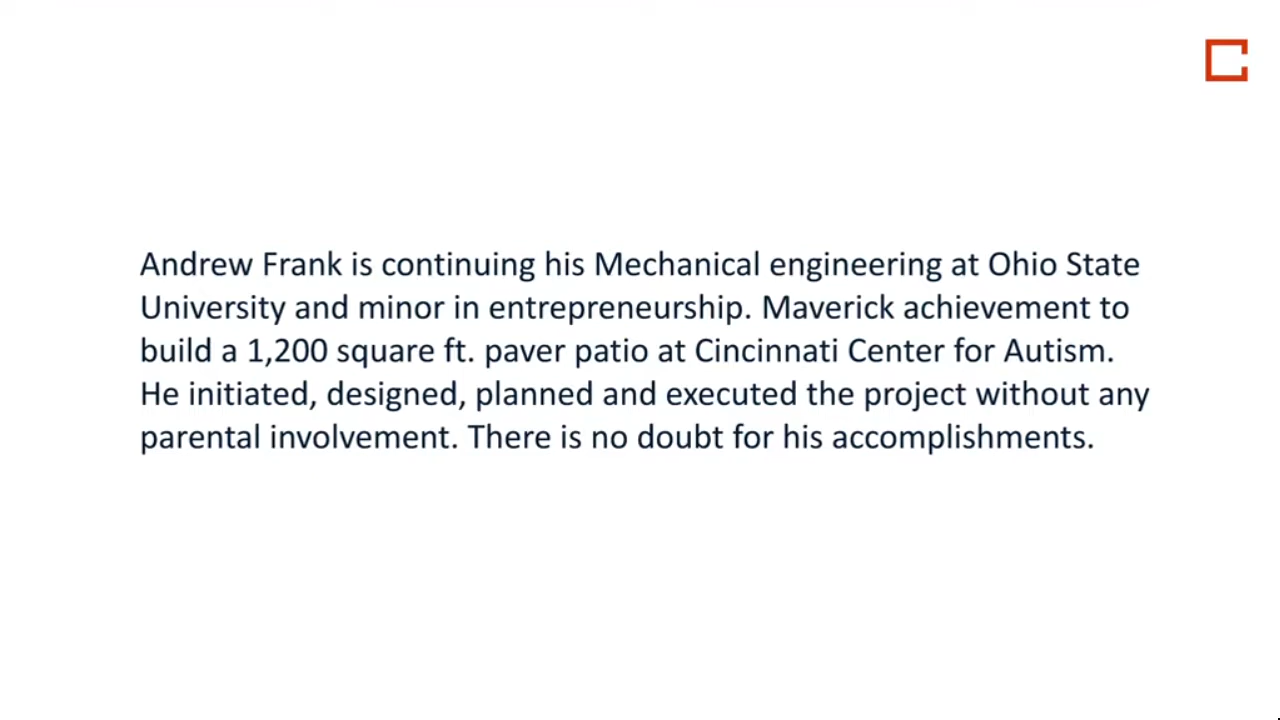 Andrew Frank is continuing his Mechanical engineering at Ohio State
University and minor in entrepreneurship. Maverick achievement to
build a 1,200 square ft. paver patio at Cincinnati Center for Autism.
He initiated, designed, planned and executed the project without any
parental involvement. There is no doubt for his accomplishments.